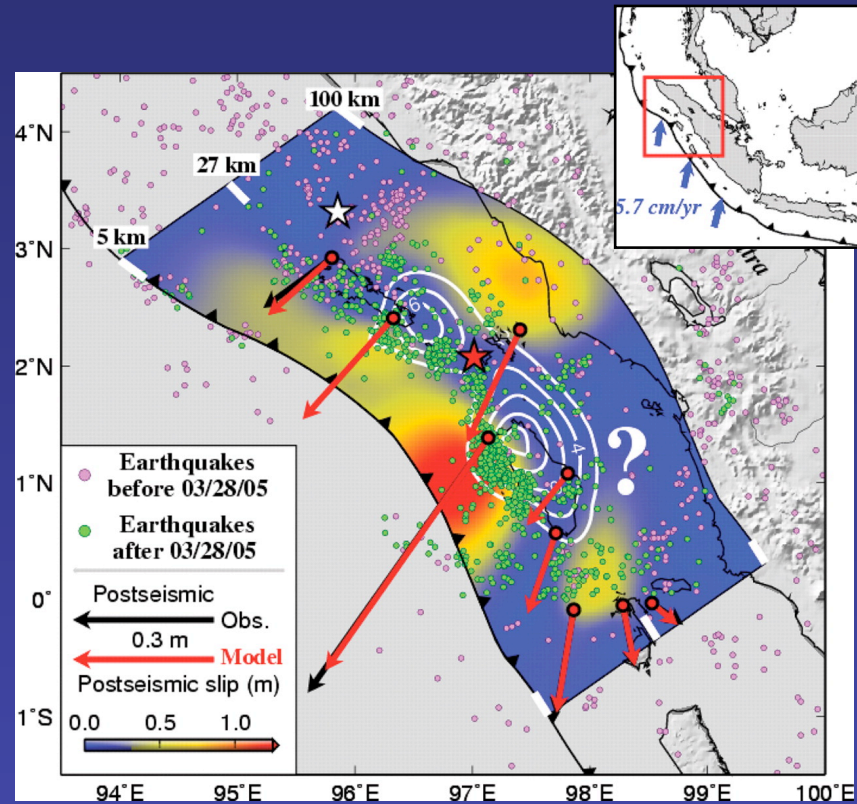 5.7 cm/yr
tra
100 km
27 km
5 km
4°N
3°N
2°N
1°N
0°
1°S
6
4
?
Earthquakes
before 03/28/05
Earthquakes
after 03/28/05
Postseismic
Obs.
0.3 m
Model
Postseismic slip (m)
0.0 0.5 1.0
94°E 95°E 96°E 97°E 98°E 99°E 100°E